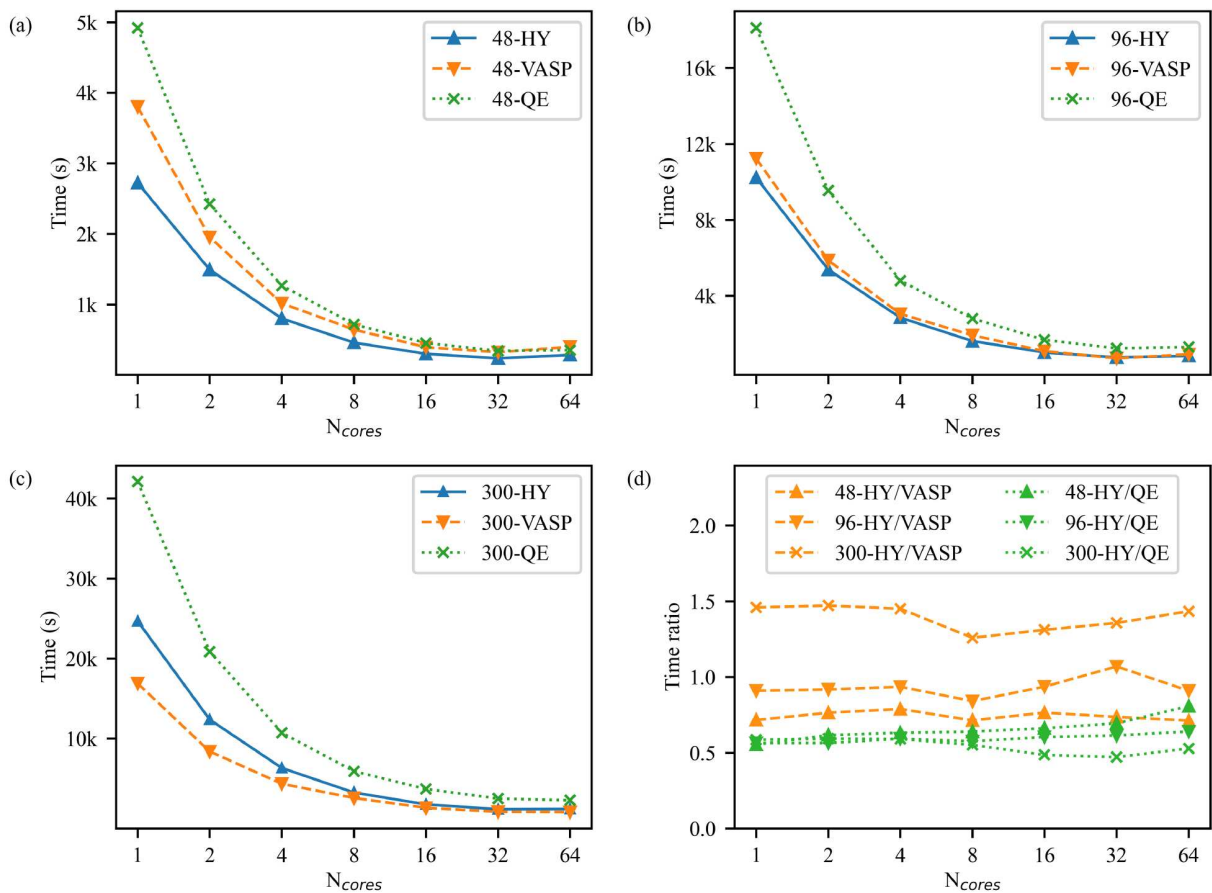 (a)
5k
4k
3k
2k
1k
Time (s)
48-HY
48-VASP
48-QE
1 2 4 8 16 32 64
Ncores
(b)
16k
12k
8k
4k
Time (s)
96-HY
96-VASP
96-QE
1 2 4 8 16 32 64
Ncores
(c)
40k
30k
20k
10k
Time (s)
300-HY
300-VASP
300-QE
1 2 4 8 16 32 64
Ncores
(d)
2.0
1.5
1.0
0.5
0.0
Time ratio
48-HY/VASP 48-HY/QE
96-HY/VASP 96-HY/QE
300-HY/VASP 300-HY/QE
1 2 4 8 16 32 64
Ncores